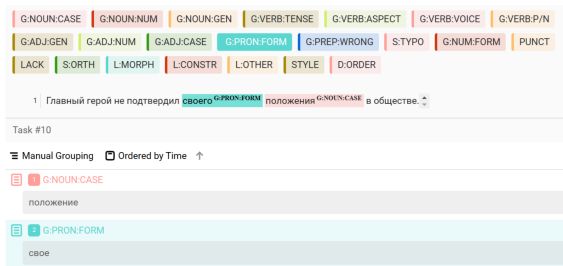 G:NOUN:CASE G:NOUN:NUM G:NOUN:GEN G:VERB:TENSE G:VERB:ASPECT G:VERB:VOICE G:VERB:P/N
G:ADJ:GEN G:ADJ:NUM G:ADJ:CASE G:PRON:FORM G:PREP:WRONG S:TYPO G:NUM:FORM PUNCT
LACK S:ORTH L:MORPH L:CONSTR L:OTHER STYLE D:ORDER
1 Главный герой не подтвердил своего G:PRON:FORM положения G:NOUN:CASE в обществе.
Task #10
Manual Grouping Ordered by Time
1 G:NOUN:CASE
положение
2 G:PRON:FORM
свое